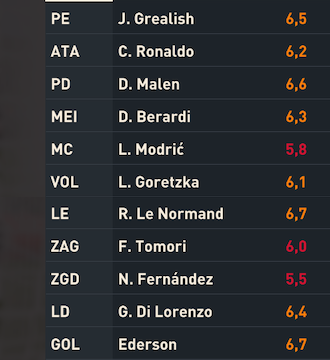 PE J. Grealish 6,5
ATA C. Ronaldo 6,2
PD D. Malen 6,6
MEI D. Berardi 6,3
MC L. Modrić 5,8
VOL L. Goretzka 6,1
LE R. Le Normand 6,7
ZAG F. Tomori 6,0
ZGD N. Fernández 5,5
LD G. Di Lorenzo 6,4
GOL Ederson 6,7